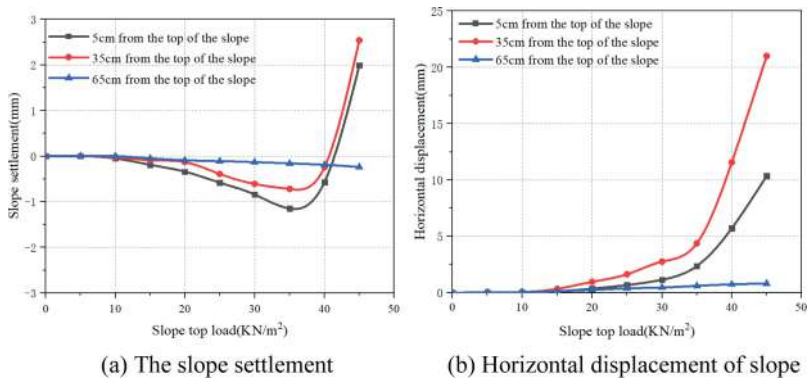 3
2
1
0
-1
-2
-3
Slope settlement(mm)
5cm from the top of the slope
35cm from the top of the slope
65cm from the top of the slope
0 10 20 30 40 50
Slope top load(KN/m²)
(a) The slope settlement
25
20
15
10
5
0
Horizontal displacement(mm)
5cm from the top of the slope
35cm from the top of the slope
65cm from the top of the slope
0 10 20 30 40 50
Slope top load(KN/m²)
(b) Horizontal displacement of slope